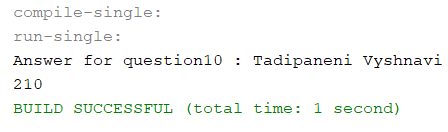 compile-single:
run-single:
Answer for question10 : Tadipaneni Vyshnavi
210
BUILD SUCCESSFUL (total time: 1 second)